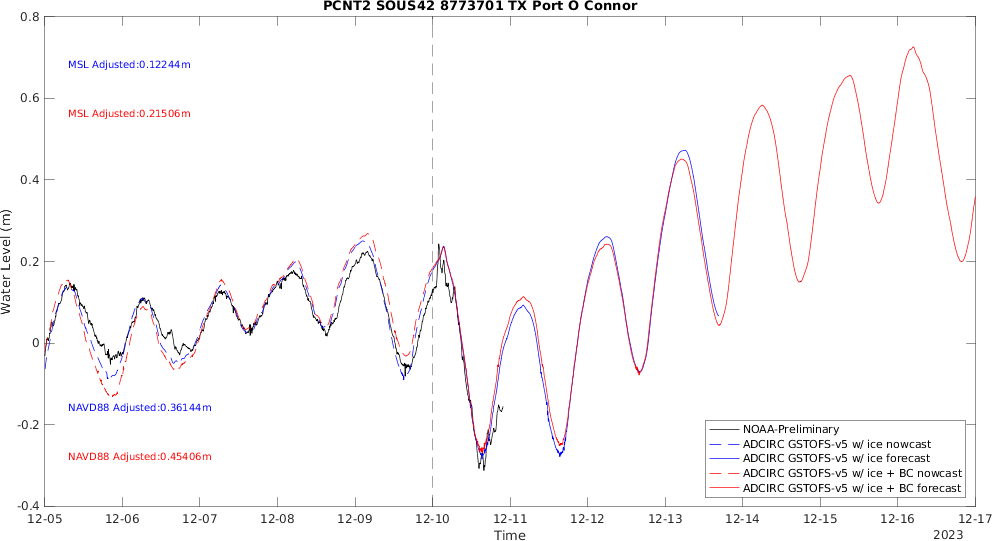 PCNT2 SOUS42 8773701 TX Port O Connor
0.8
0.6
0.4
0.2
0
-0.2
-0.4
Water Level (m)
MSL Adjusted:0.12244m
MSL Adjusted:0.21506m
NAVD88 Adjusted:0.36144m
NAVD88 Adjusted:0.45406m
NOAA-Preliminary
ADCIRC GSTOFS-v5 w/ ice nowcast
ADCIRC GSTOFS-v5 w/ ice forecast
ADCIRC GSTOFS-v5 w/ ice + BC nowcast
ADCIRC GSTOFS-v5 w/ ice + BC forecast
12-05 12-06 12-07 12-08 12-09 12-10 12-11 12-12 12-13 12-14 12-15 12-16 12-17
Time
2023